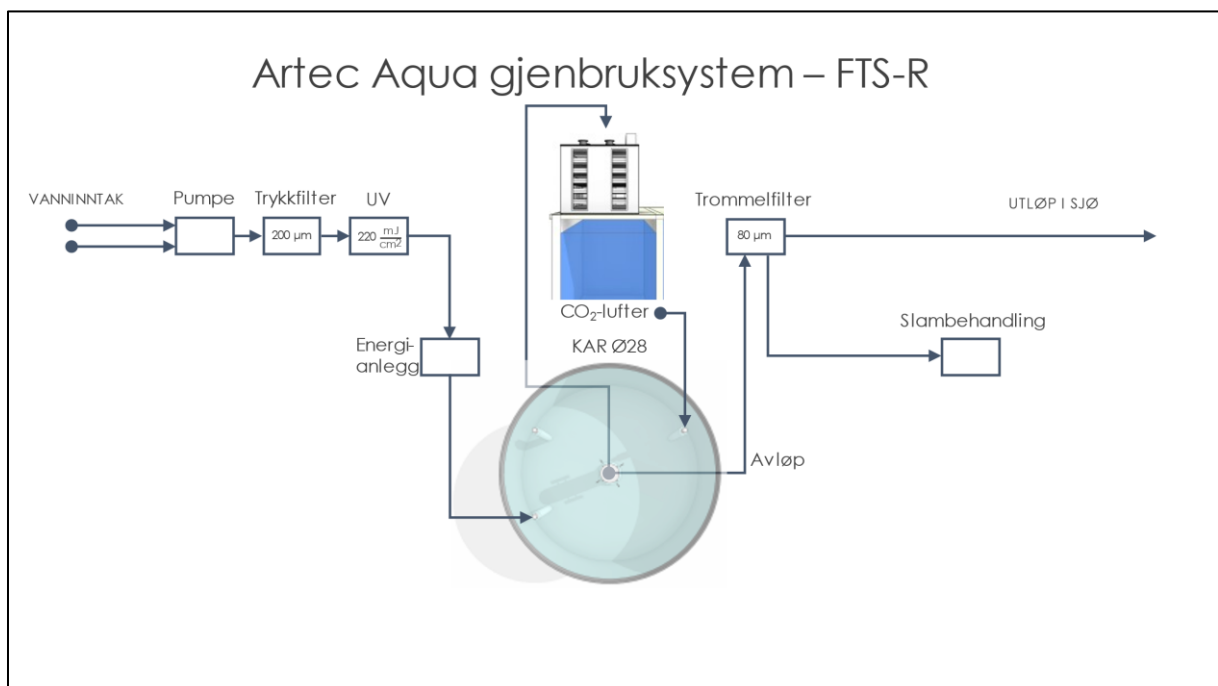 Artec Aqua gjenbruksystem – FTS-R
VANNINNTAK
Pumpe
Trykkfilter
200 µm
UV
220 mJ
cm²
Energi-
anlegg
CO₂-lufter
KAR Ø28
Trommelfilter
80 µm
UTLØP I SJØ
Slambehandling
Avløp